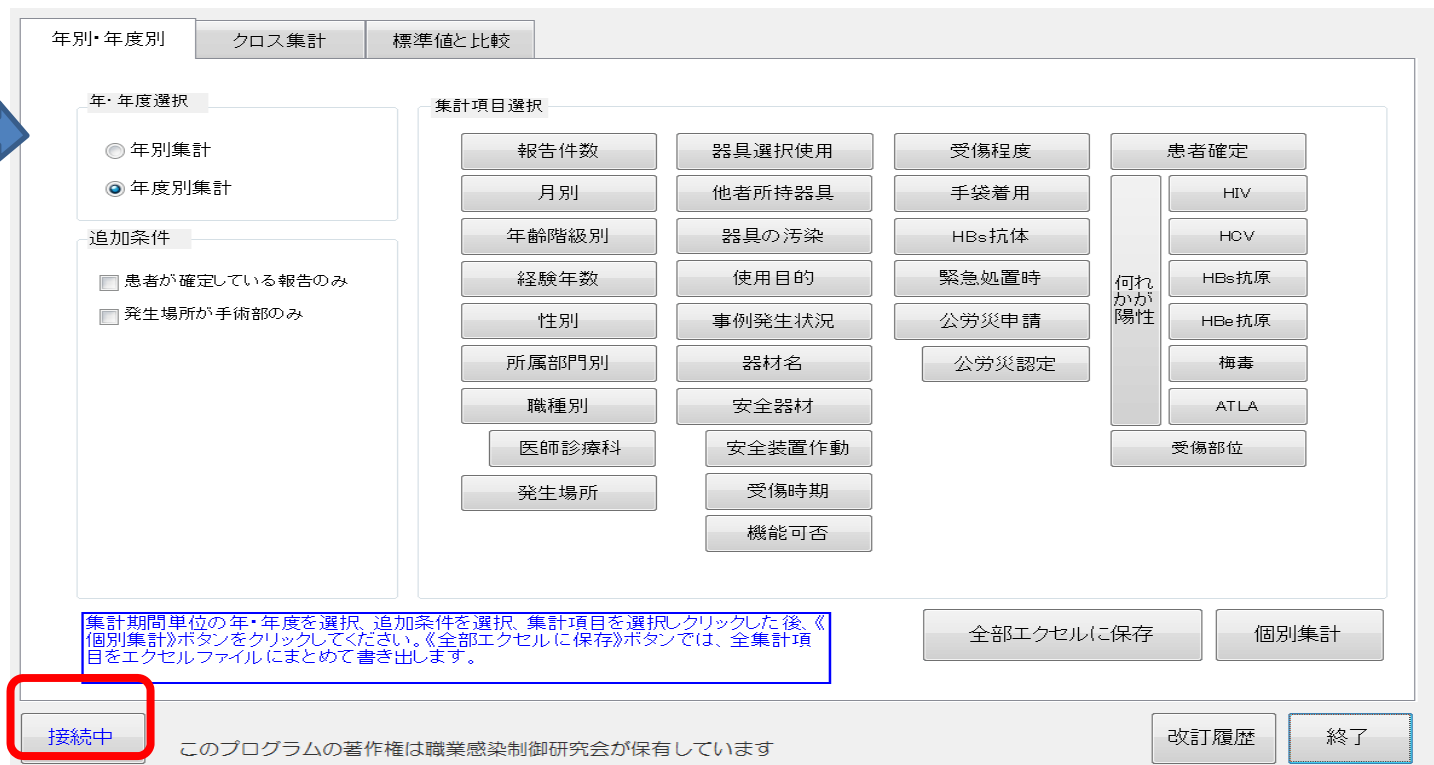 年別・年度別
クロス集計
標準値と比較
年・年度選択
年別集計
年度別集計
追加条件
患者が確定している報告のみ
発生場所が手術部のみ
集計項目選択
報告件数
月別
年齢階級別
経験年数
性別
所属部門別
職種別
医師診療科
発生場所
器具選択使用
他者所持器具
器具の汚染
使用目的
事例発生状況
器材名
安全器材
安全装置作動
受傷時期
機能可否
受傷程度
手袋着用
HBs抗体
緊急処置時
公労災申請
公労災認定
患者確定
何れ
かが
陽性
HIV
HCV
HBs抗原
HBe抗原
梅毒
ATLA
受傷部位
集計期間単位の年・年度を選択、追加条件を選択、集計項目を選択しクリックした後、《
個別集計》ボタンをクリックしてください。《全部エクセルに保存》ボタンでは、全集計項
目をエクセルファイルにまとめて書き出します。
全部エクセルに保存
個別集計
接続中
このプログラムの著作権は職業感染制御研究会が保有しています
改訂履歴
終了